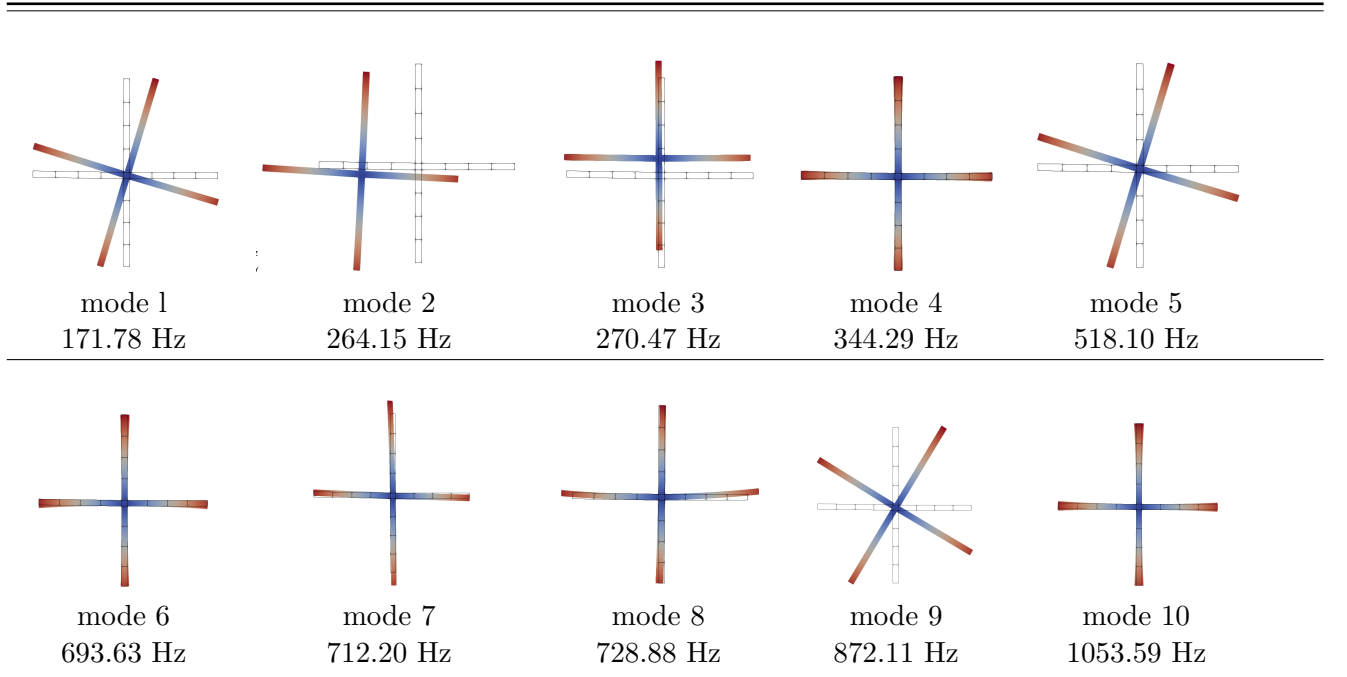 mode l
mode 2
mode 3
mode 4
mode 5
171.78 Hz
264.15 Hz
270.47 Hz
344.29 Hz
518.10 Hz
mode 6
mode 7
mode 8
mode 9
mode 10
693.63 Hz
712.20 Hz
728.88 Hz
872.11 Hz
1053.59 Hz